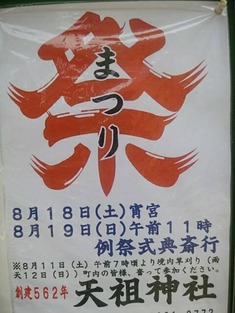 祭
まつり
8月18日(土)宵宮
8月19日(日)午前11時
例祭式典斎行
※8月11日(土)午前7時頃より境内草刈り(雨
天12日(日))町内の皆様、奮って参加ください。
創建562年 天祖神社